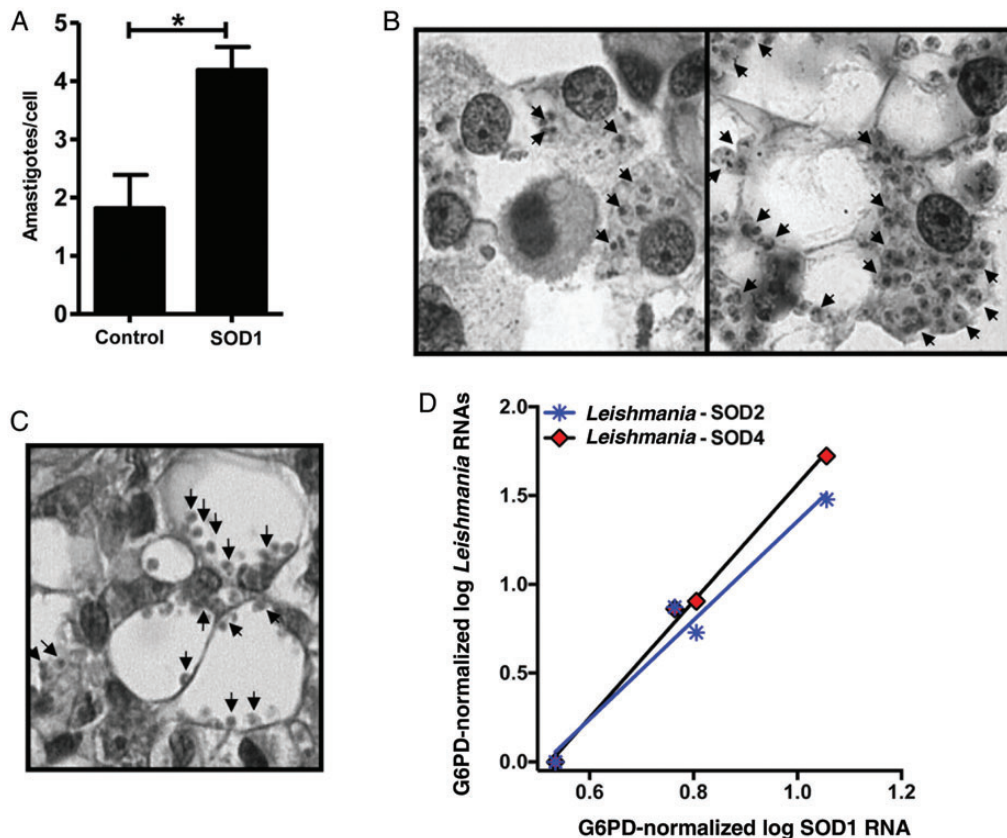 A
*
Amastigotes/cell
5
4
3
2
1
0
Control
SOD1
B
C
D
Leishmania - SOD2
Leishmania - SOD4
G6PD-normalized log Leishmania RNAs
2.0
1.5
1.0
0.5
0.0
0.6
0.8
1.0
1.2
G6PD-normalized log SOD1 RNA